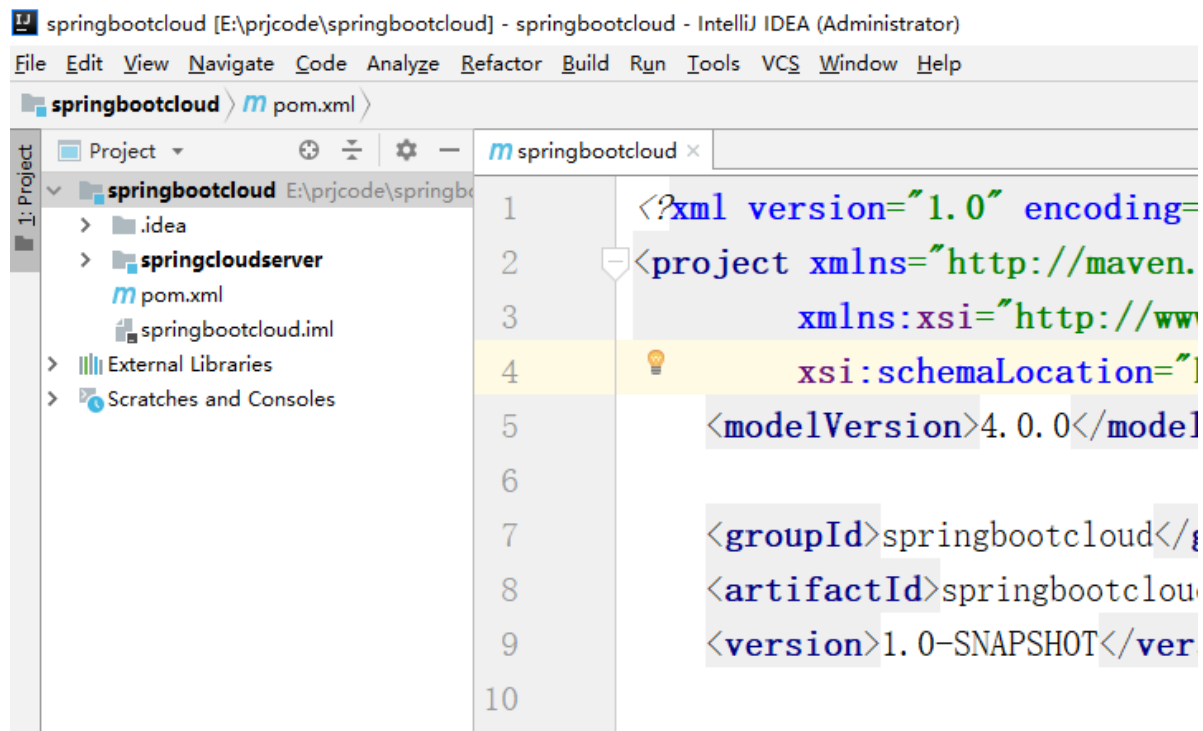 springbootcloud [E:\prjcode\springbootcloud] - springbootcloud - IntelliJ IDEA (Administrator)
File Edit View Navigate Code Analyze Refactor Build Run Tools VCS Window Help
springbootcloud pom.xml
1: Project
Project
springbootcloud E:\prjcode\springbo
.idea
springcloudserver
pom.xml
springbootcloud.iml
External Libraries
Scratches and Consoles
springbootcloud
1 <?xml version="1.0" encoding=
2 <project xmlns="http://maven.
3 xmlns:xsi="http://www
4 xsi:schemaLocation="h
5 <modelVersion>4.0.0</model
6
7 <groupId>springbootcloud</g
8 <artifactId>springbootcloud
9 <version>1.0-SNAPSHOT</ver
10